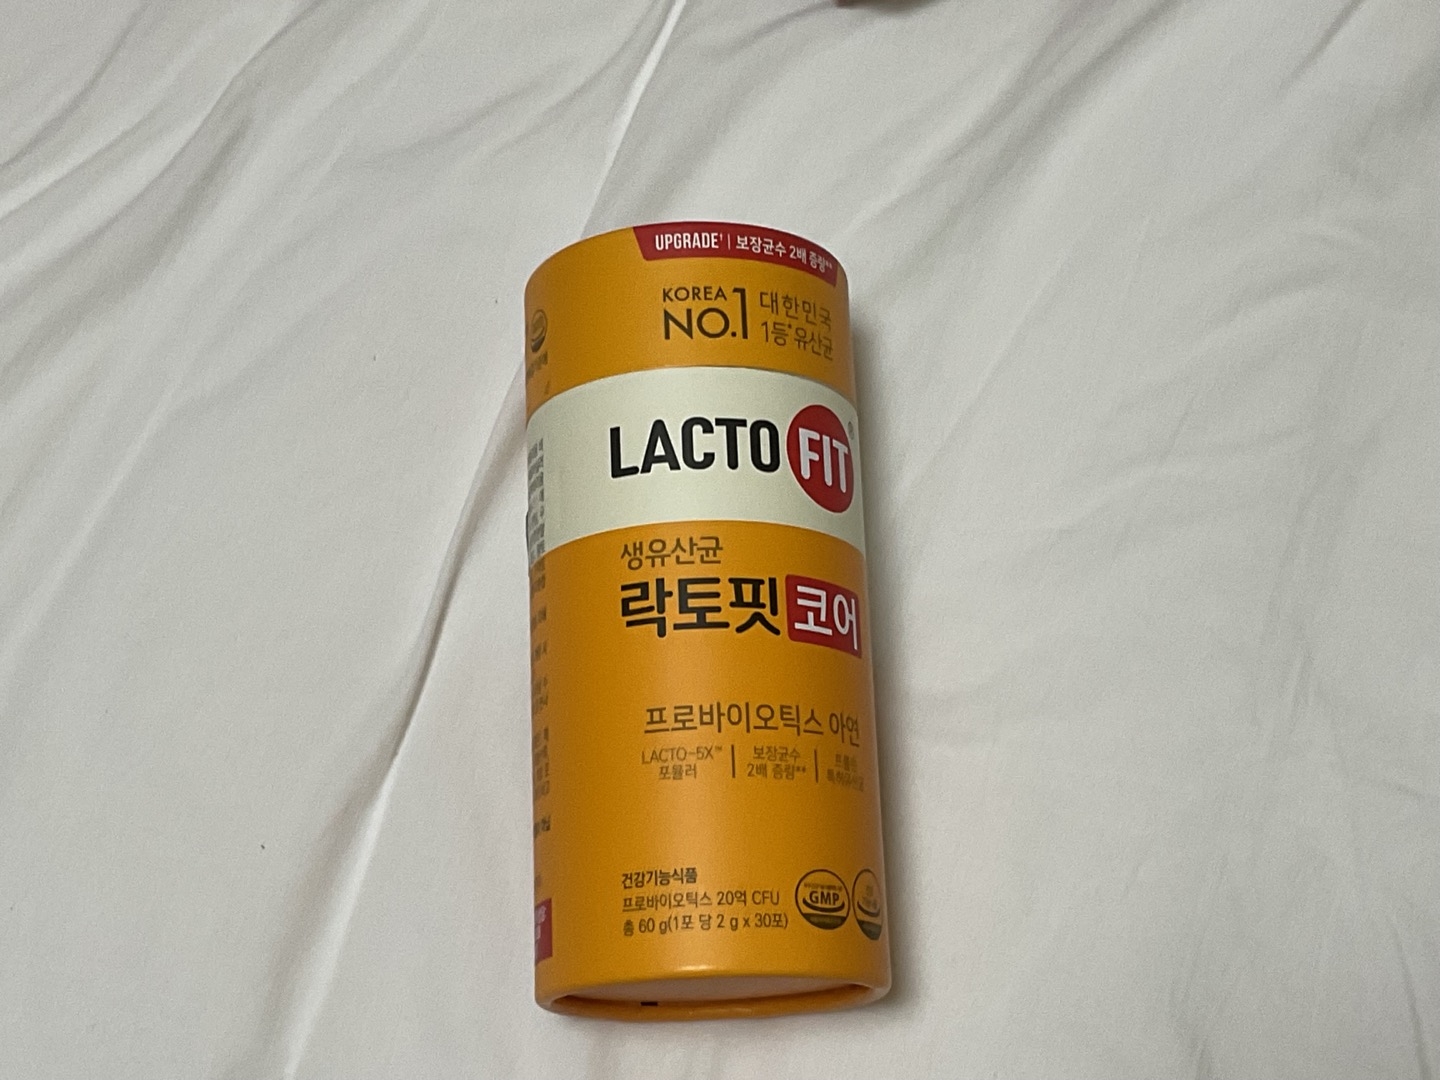 UPGRADE† | 보장균수 2배 증량**
KOREA
NO.1
대한민국
1등*유산균
LACTO FIT®
생유산균
락토핏 코어
프로바이오틱스 아연
LACTO-5X™
포뮬러
보장균수
2배 증량**
건강기능식품
프로바이오틱스 20억 CFU
총 60 g(1포 당 2 g x 30포)
GMP